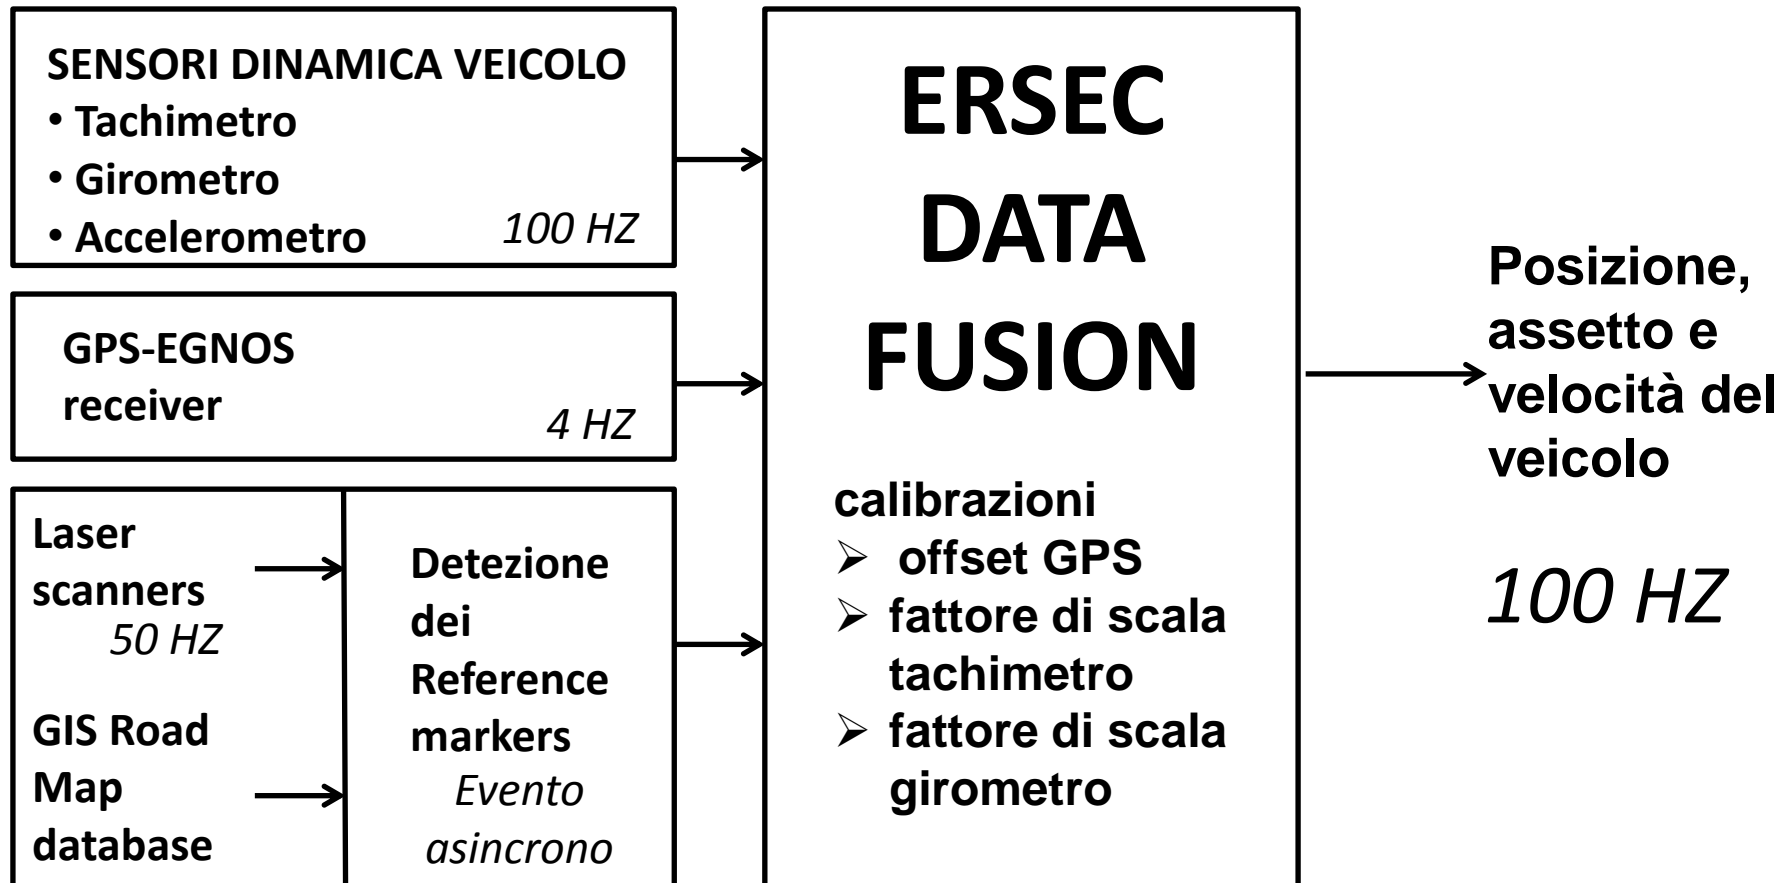 SENSORI DINAMICA VEICOLO
• Tachimetro
• Girometro
• Accelerometro
100 HZ
GPS-EGNOS
receiver
4 HZ
Laser
scanners
50 HZ
GIS Road
Map
database
Detezione
dei
Reference
markers
Evento
asincrono
ERSEC
DATA
FUSION
calibrazioni
➢ offset GPS
➢ fattore di scala
tachimetro
➢ fattore di scala
girometro
Posizione,
assetto e
velocità del
veicolo
100 HZ